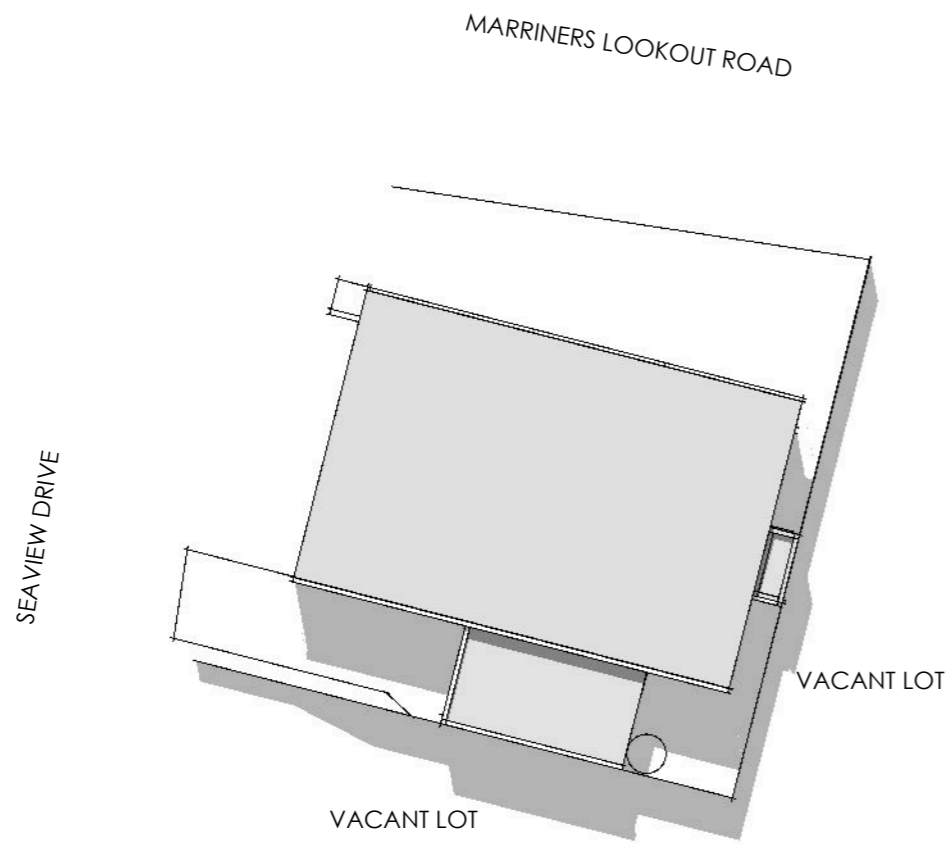 MARRINERS LOOKOUT ROAD
SEAVIEW DRIVE
VACANT LOT
VACANT LOT